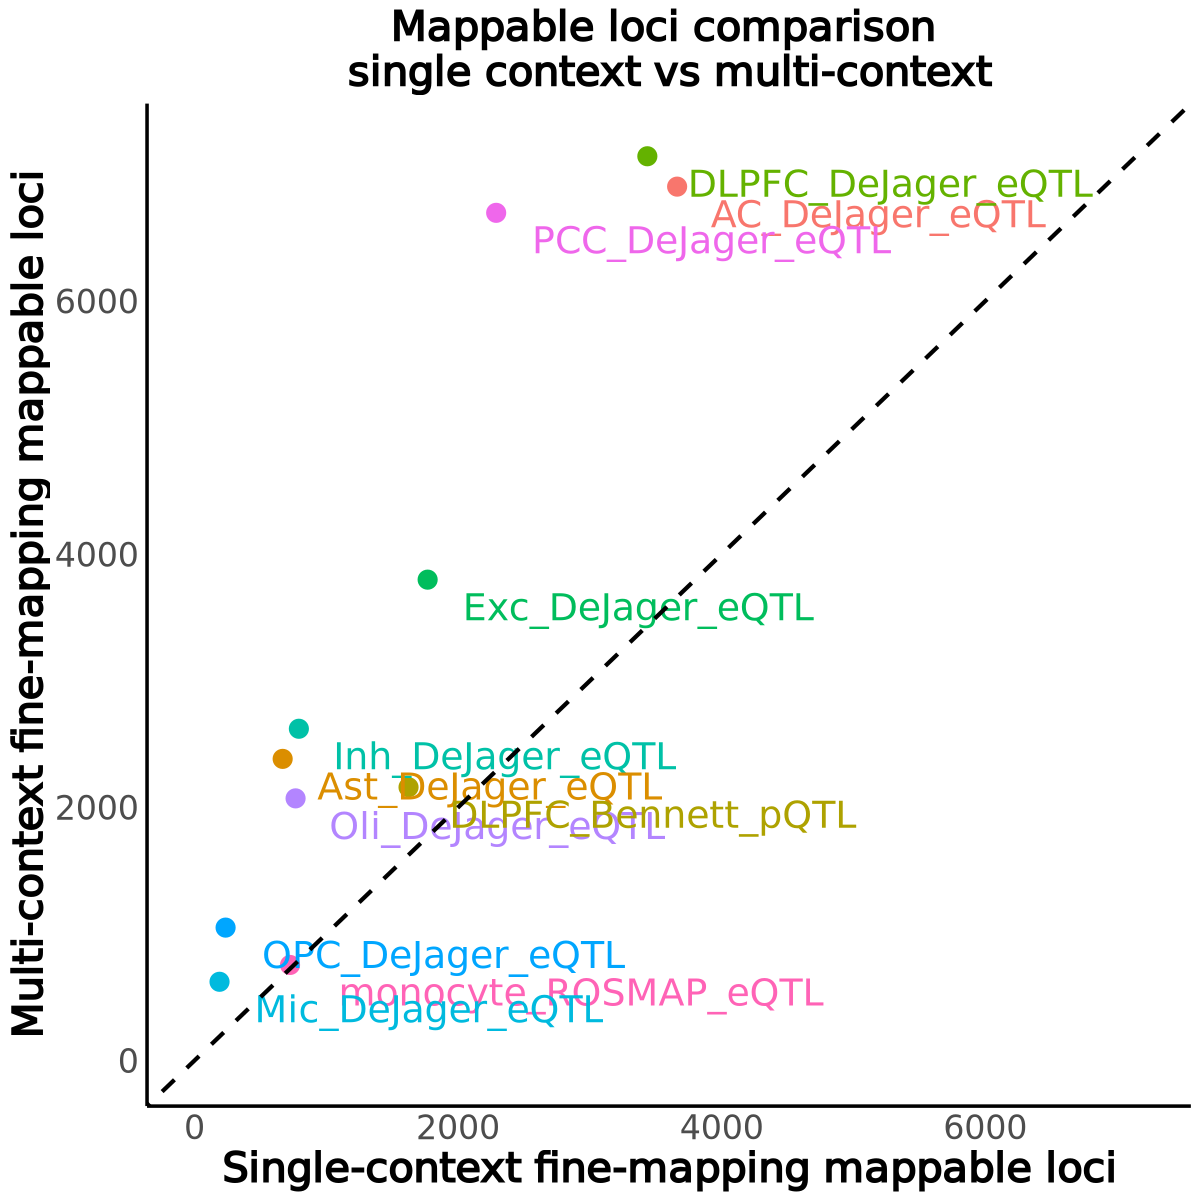 Mappable loci comparison
single context vs multi-context
Multi-context fine-mapping mappable loci
6000
4000
2000
0
DLPFC_DeJager_eQTL
AC_DeJager_eQTL
PCC_DeJager_eQTL
Exc_DeJager_eQTL
Inh_DeJager_eQTL
Ast_DeJager_eQTL
DLPFC_Bennett_pQTL
Oli_DeJager_eQTL
OPC_DeJager_eQTL
monocyte_ROSMAP_eQTL
Mic_DeJager_eQTL
0 2000 4000 6000
Single-context fine-mapping mappable loci